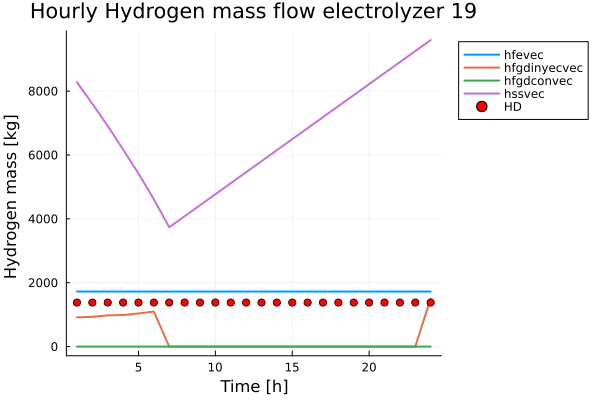 Hourly Hydrogen mass flow electrolyzer 19
Hydrogen mass [kg]
8000
6000
4000
2000
0
5
10
15
20
Time [h]
hfevec
hfgdinyecvec
hfgdconvec
hssvec
HD